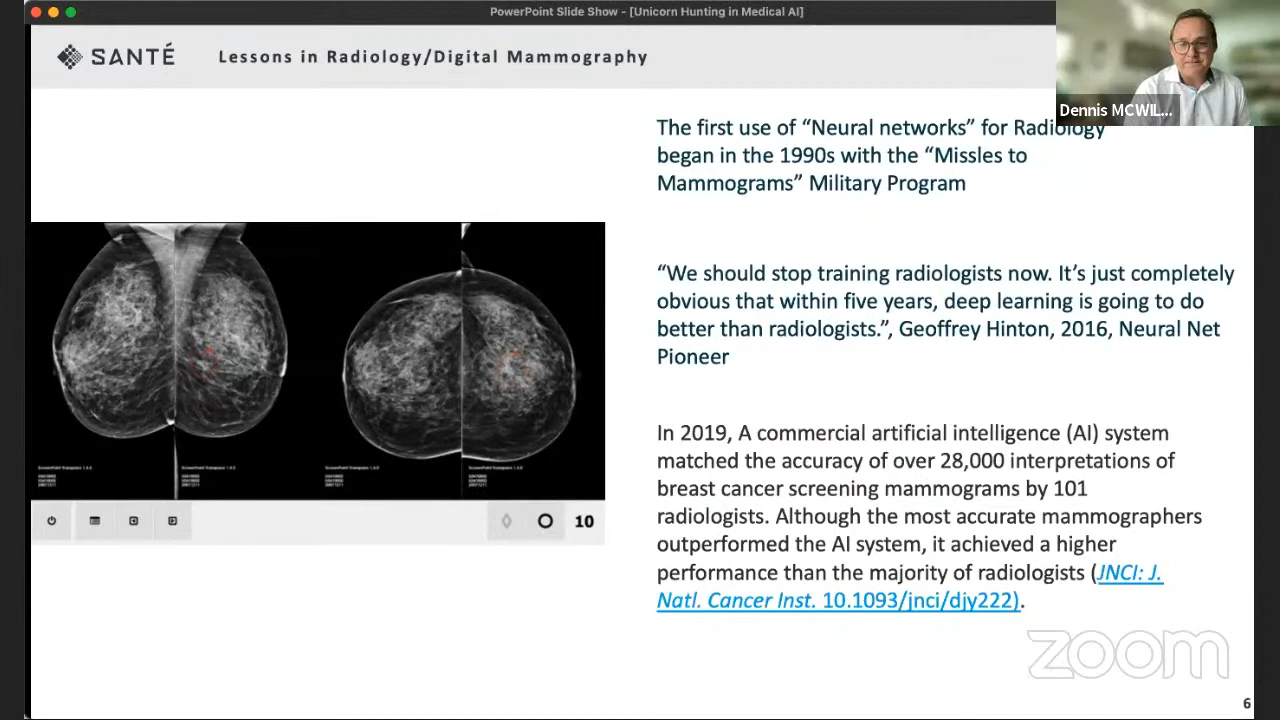 PowerPoint Slide Show - [Unicorn Hunting in Medical AI]
SANTÉ
Lessons in Radiology/Digital Mammography
Dennis MCWIL...
The first use of “Neural networks” for Radiology
began in the 1990s with the “Missles to
Mammograms” Military Program
“We should stop training radiologists now. It’s just completely
obvious that within five years, deep learning is going to do
better than radiologists.”, Geoffrey Hinton, 2016, Neural Net
Pioneer
In 2019, A commercial artificial intelligence (AI) system
matched the accuracy of over 28,000 interpretations of
breast cancer screening mammograms by 101
radiologists. Although the most accurate mammographers
outperformed the AI system, it achieved a higher
performance than the majority of radiologists (JNCI: J.
Natl. Cancer Inst. 10.1093/jnci/djy222).
10
zoom
6